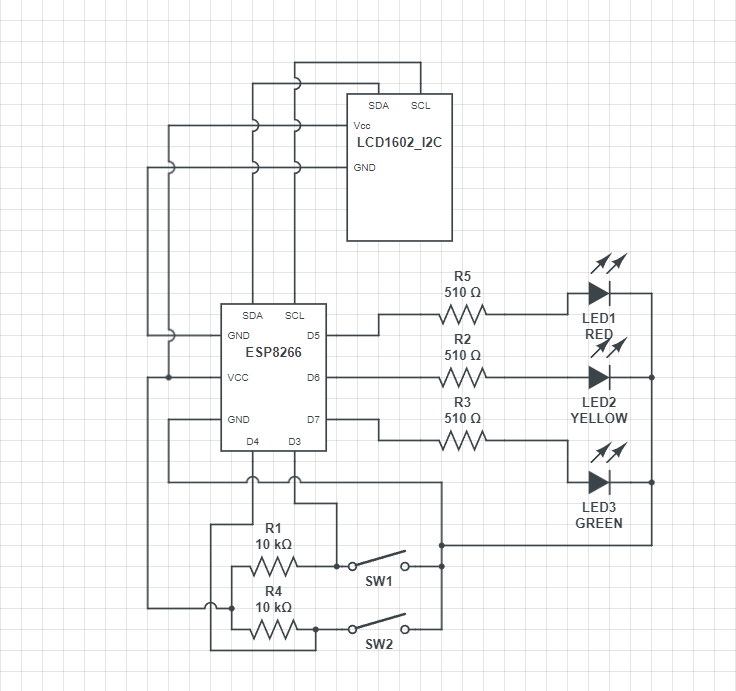 SDA SCL
Vcc
LCD1602_I2C
GND
R5
510 Ω
SDA SCL
LED1
RED
GND D5
R2
ESP8266
510 Ω
VCC D6
LED2
R3
YELLOW
510 Ω
GND D7
D4 D3
LED3
GREEN
R1
10 kΩ
SW1
R4
10 kΩ
SW2